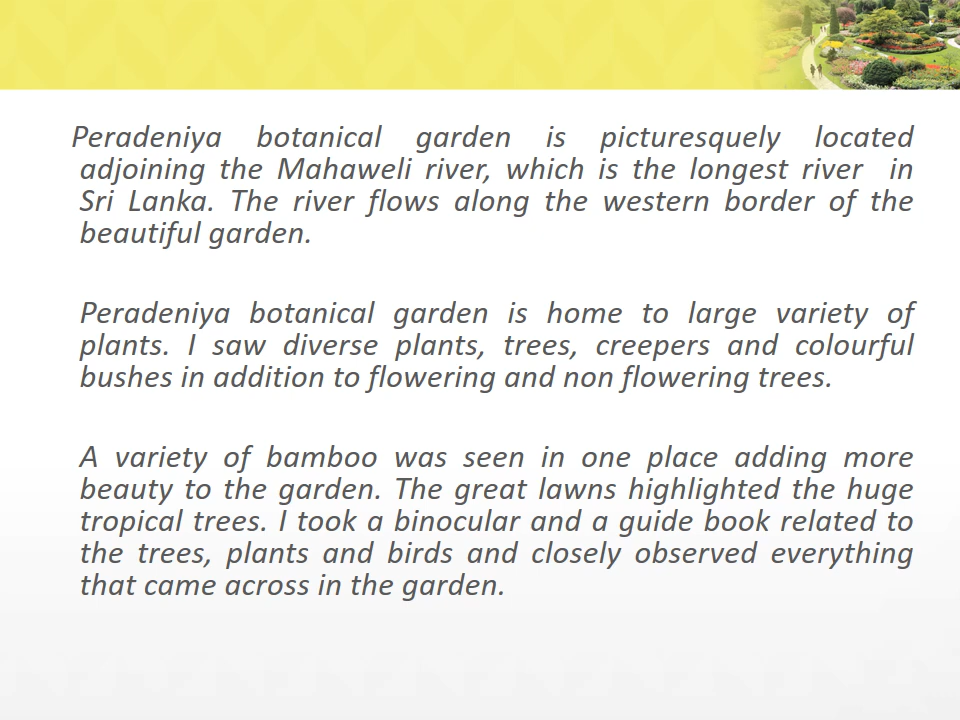 Peradeniya botanical garden is picturesquely located
adjoining the Mahaweli river, which is the longest river in
Sri Lanka. The river flows along the western border of the
beautiful garden.
Peradeniya botanical garden is home to large variety of
plants. I saw diverse plants, trees, creepers and colourful
bushes in addition to flowering and non flowering trees.
A variety of bamboo was seen in one place adding more
beauty to the garden. The great lawns highlighted the huge
tropical trees. I took a binocular and a guide book related to
the trees, plants and birds and closely observed everything
that came across in the garden.